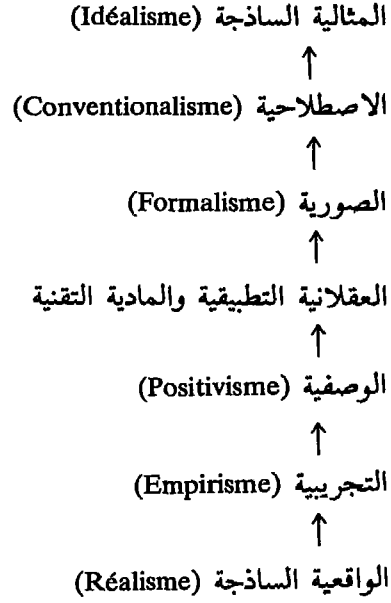 المثالية الساذجة (Idéalisme)
↑
الاصطلاحية (Conventionalisme)
↑
الصورية (Formalisme)
↑
العقلانية التطبيقية والمادية التقنية
↑
الوصفية (Positivisme)
↑
التجريبية (Empirisme)
↑
الواقعية الساذجة (Réalisme)